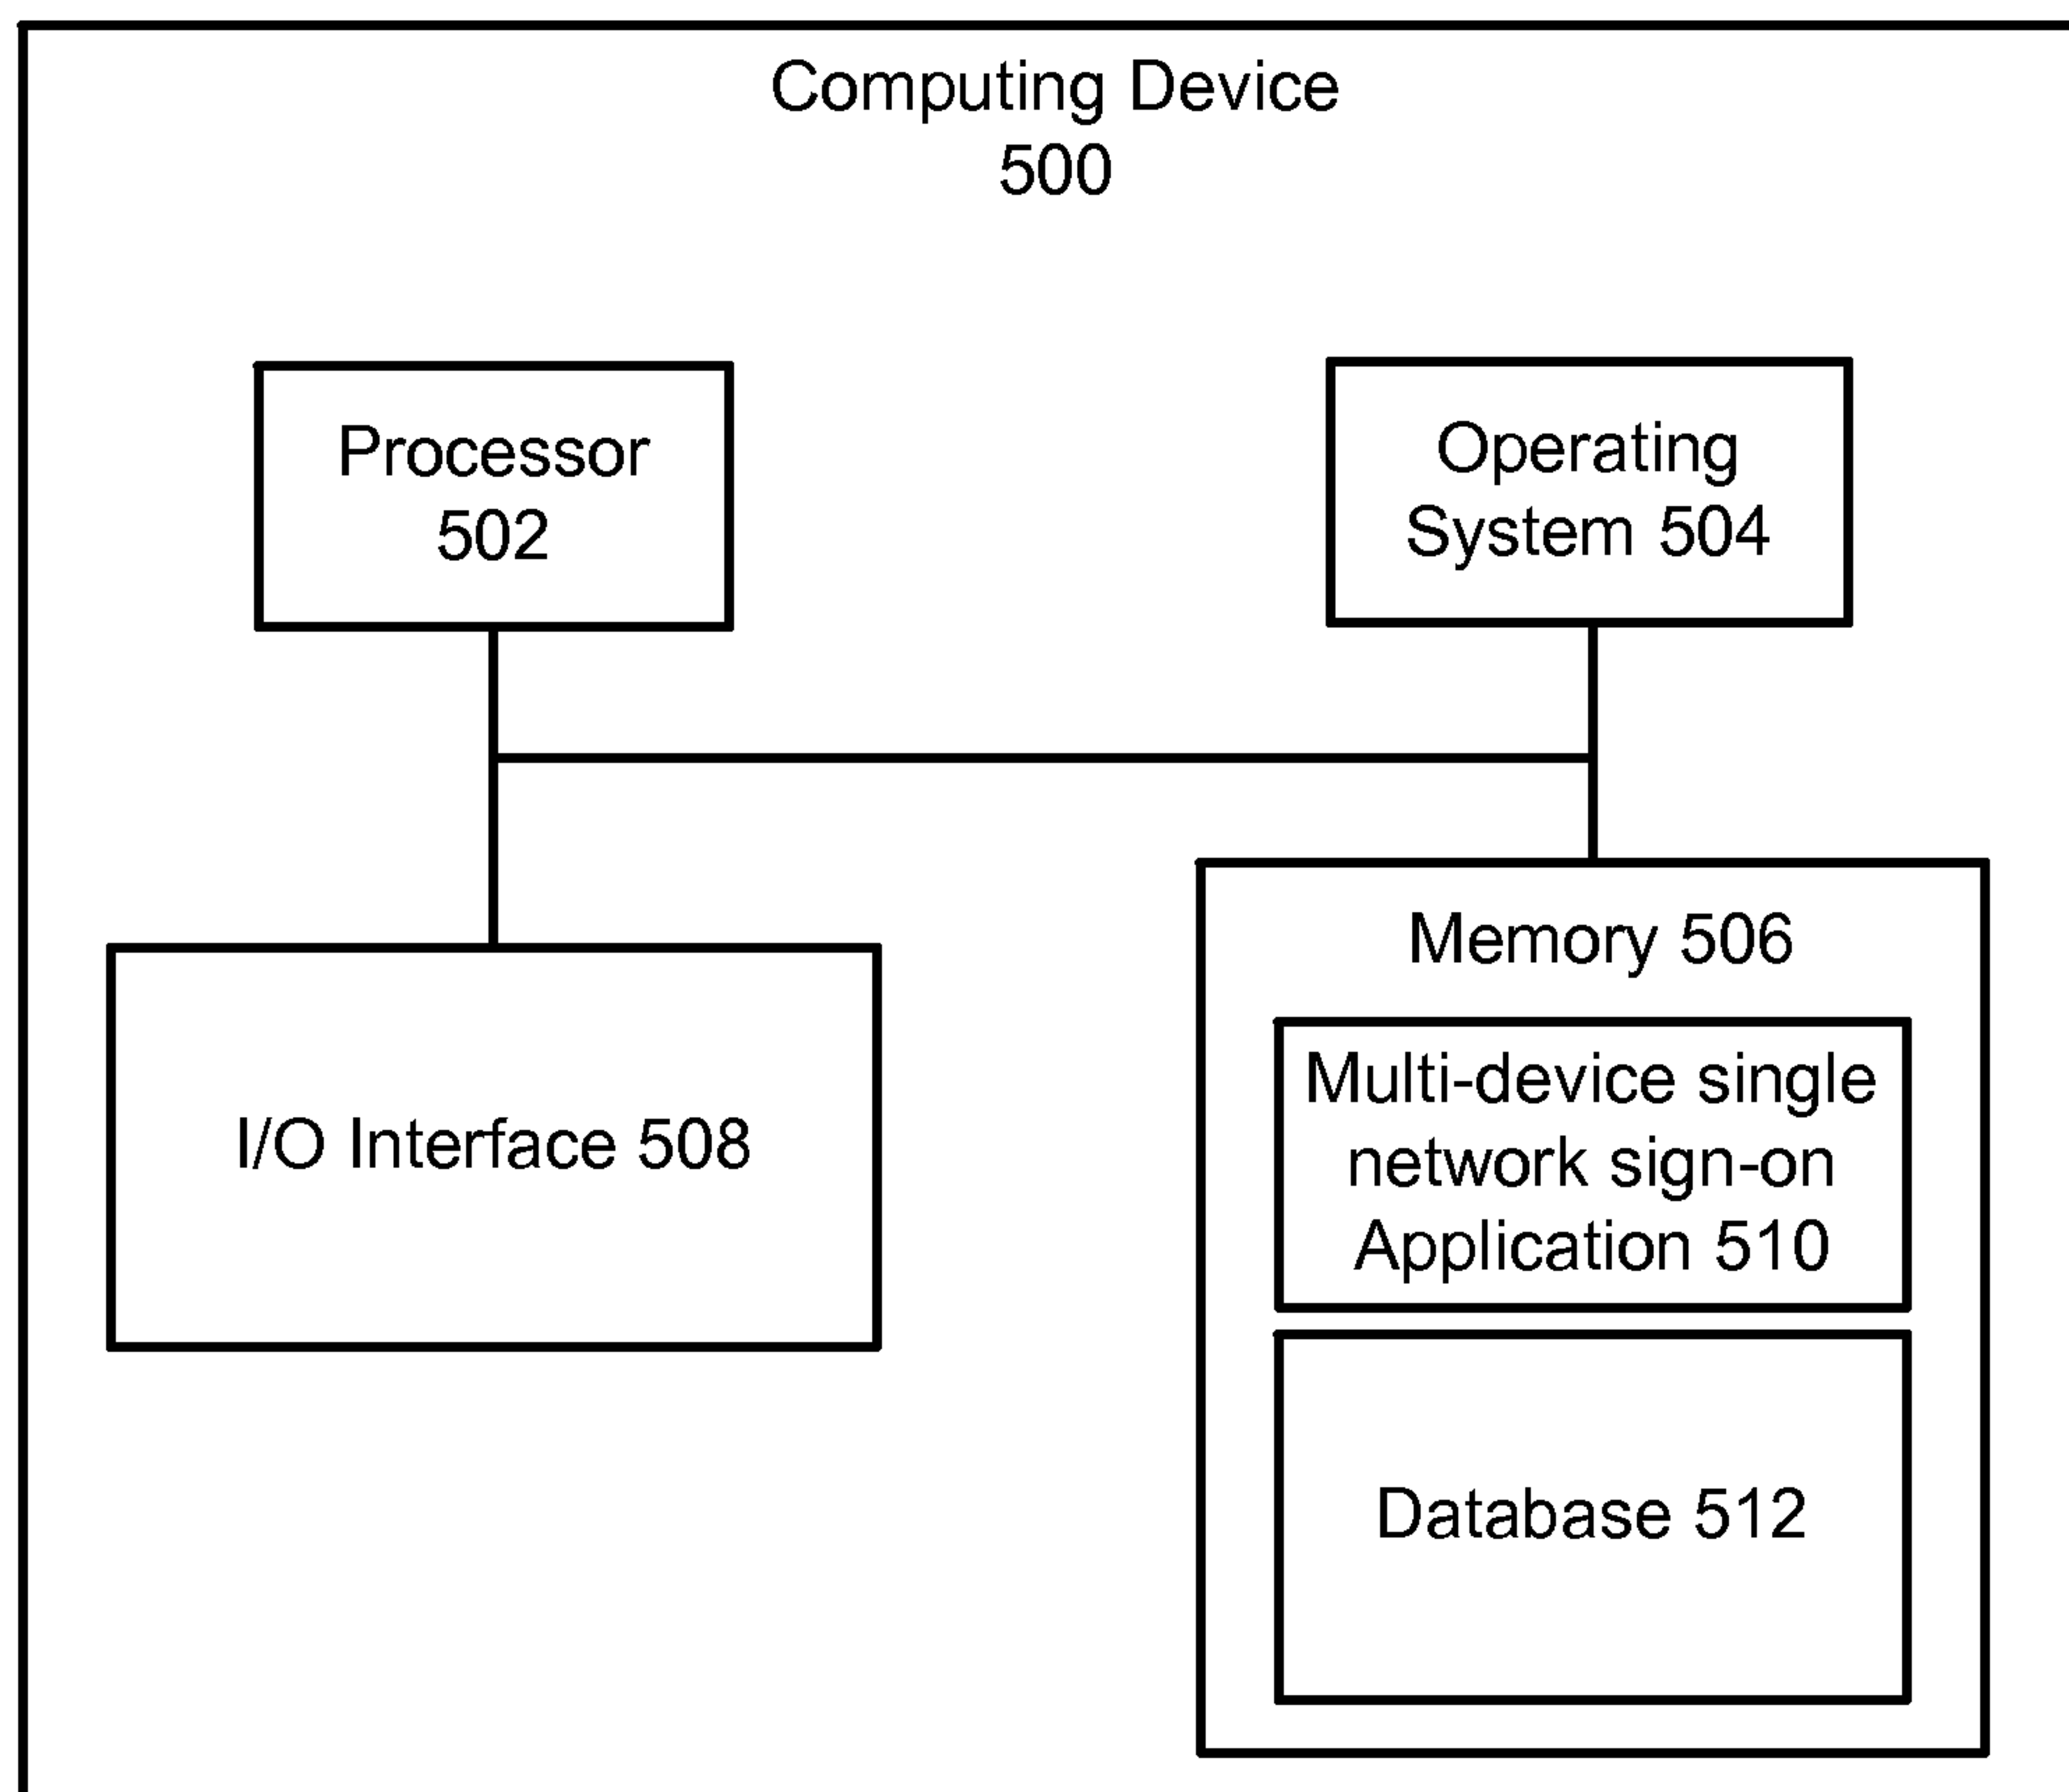 Computing Device
500
Processor
502
Operating
System 504
I/O Interface 508
Memory 506
Multi-device single
network sign-on
Application 510
Database 512